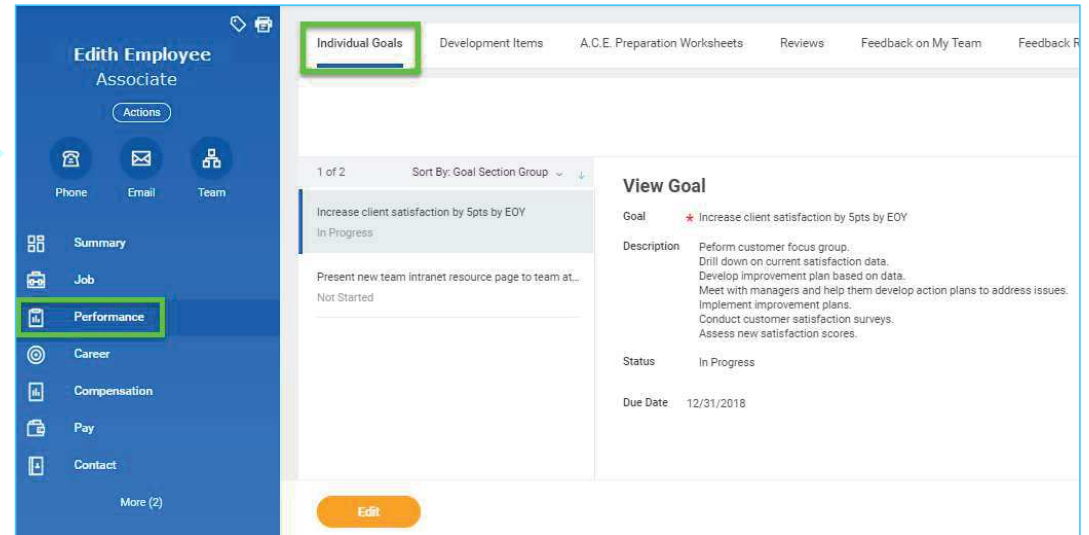 Edith Employee
Associate
Actions
Phone
Email
Team
Summary
Job
Performance
Career
Compensation
Pay
Contact
More (2)
Individual Goals
Development Items
A.C.E. Preparation Worksheets
Reviews
Feedback on My Team
Feedback R
1 of 2
Sort By: Goal Section Group
Increase client satisfaction by 5pts by EOY
In Progress
Present new team intranet resource page to team at...
Not Started
View Goal
Goal * Increase client satisfaction by 5pts by EOY
Description Peform customer focus group.
Drill down on current satisfaction data.
Develop improvement plan based on data.
Meet with managers and help them develop action plans to address issues.
Implement improvement plans.
Conduct customer satisfaction surveys.
Assess new satisfaction scores.
Status In Progress
Due Date 12/31/2018
Edit